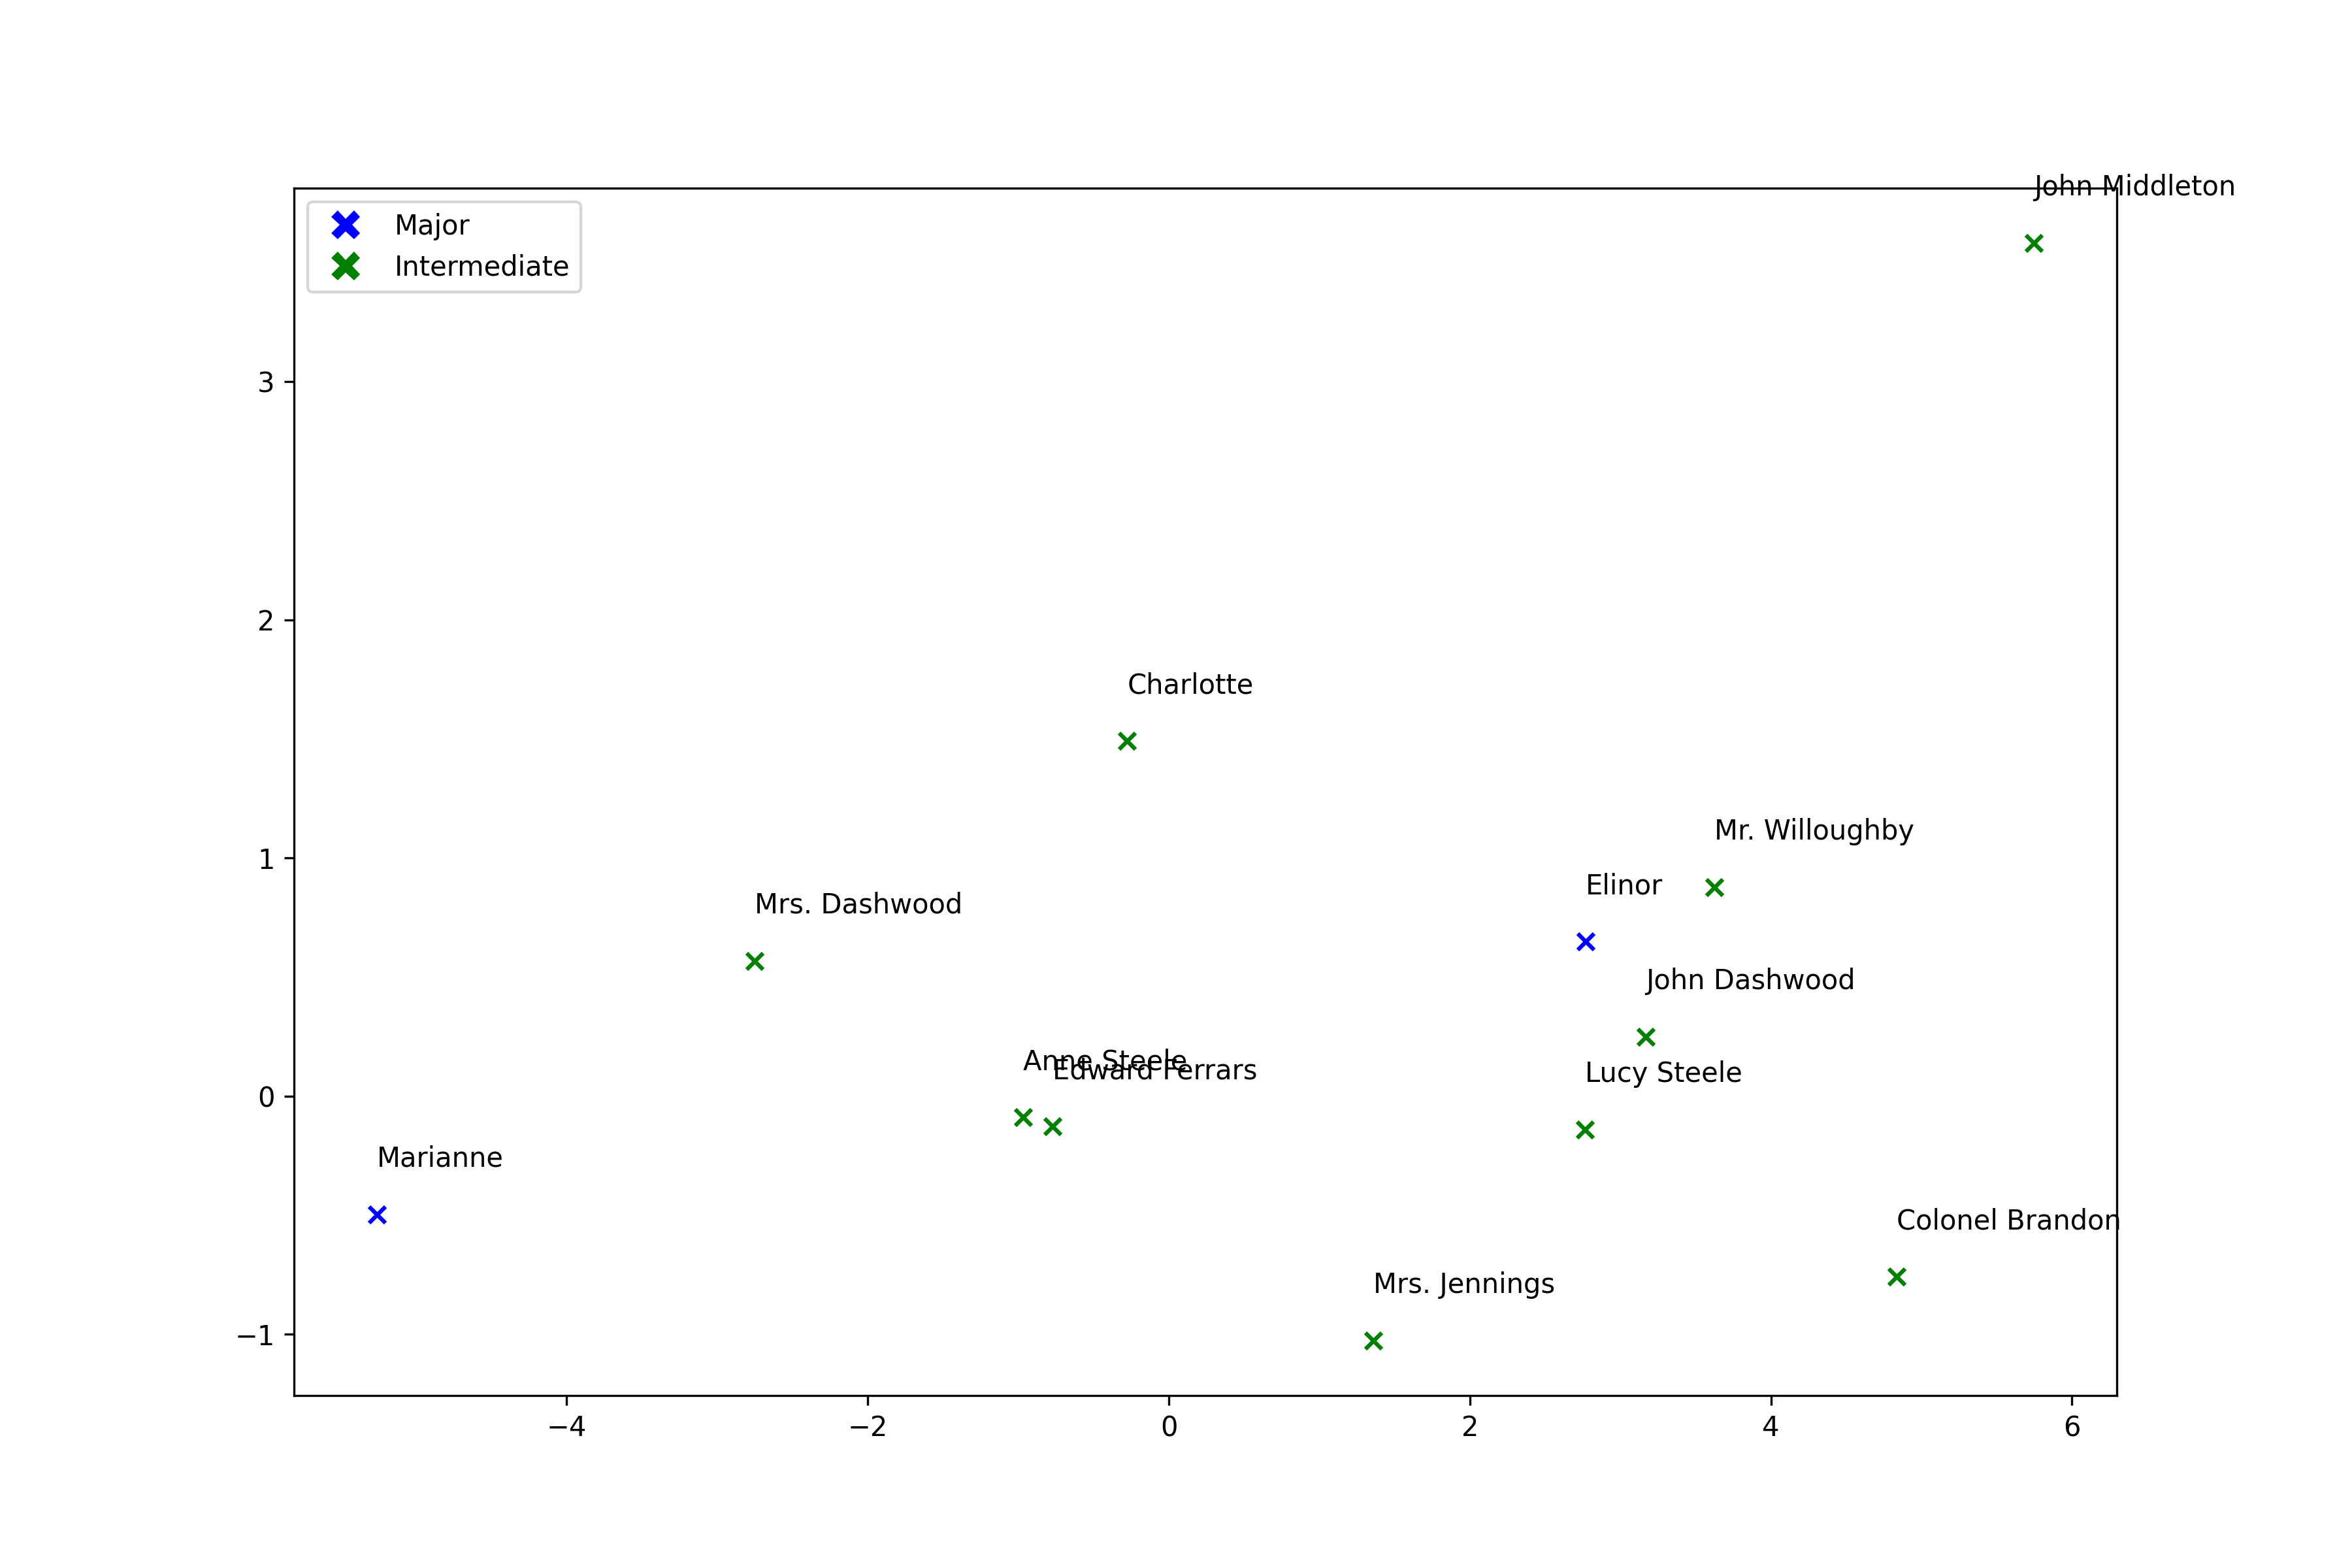 John Middleton
Major
Intermediate
3
2
Charlotte
1
Mr. Willoughby
Elinor
Mrs. Dashwood
John Dashwood
Anne Steele
Edward Ferrars
Lucy Steele
0
Marianne
Colonel Brandon
Mrs. Jennings
−1
−4 −2 0 2 4 6